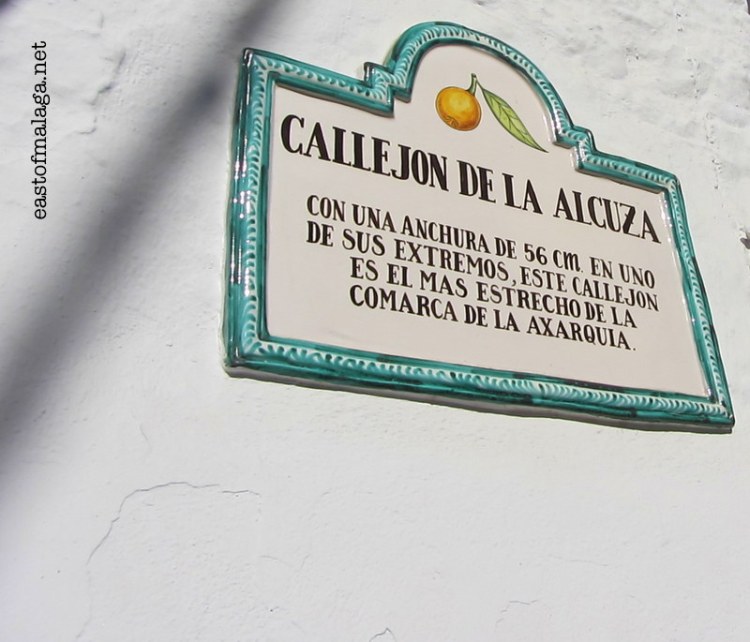 eastofmalaga.net
CALLEJON DE LA ALCUZA
CON UNA ANCHURA DE 56 CM. EN UNO
DE SUS EXTREMOS, ESTE CALLEJON
ES EL MAS ESTRECHO DE LA
COMARCA DE LA AXARQUIA.